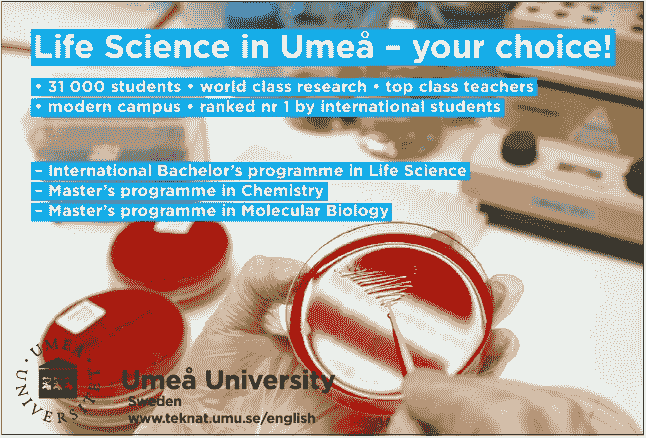 Life Science in Umeå – your choice!
• 31 000 students • world class research • top class teachers
• modern campus • ranked nr 1 by international students
– International Bachelor's programme in Life Science
– Master's programme in Chemistry
– Master's programme in Molecular Biology
UMEÅ UNIVERSITET
Umeå University
Sweden
www.teknat.umu.se/english